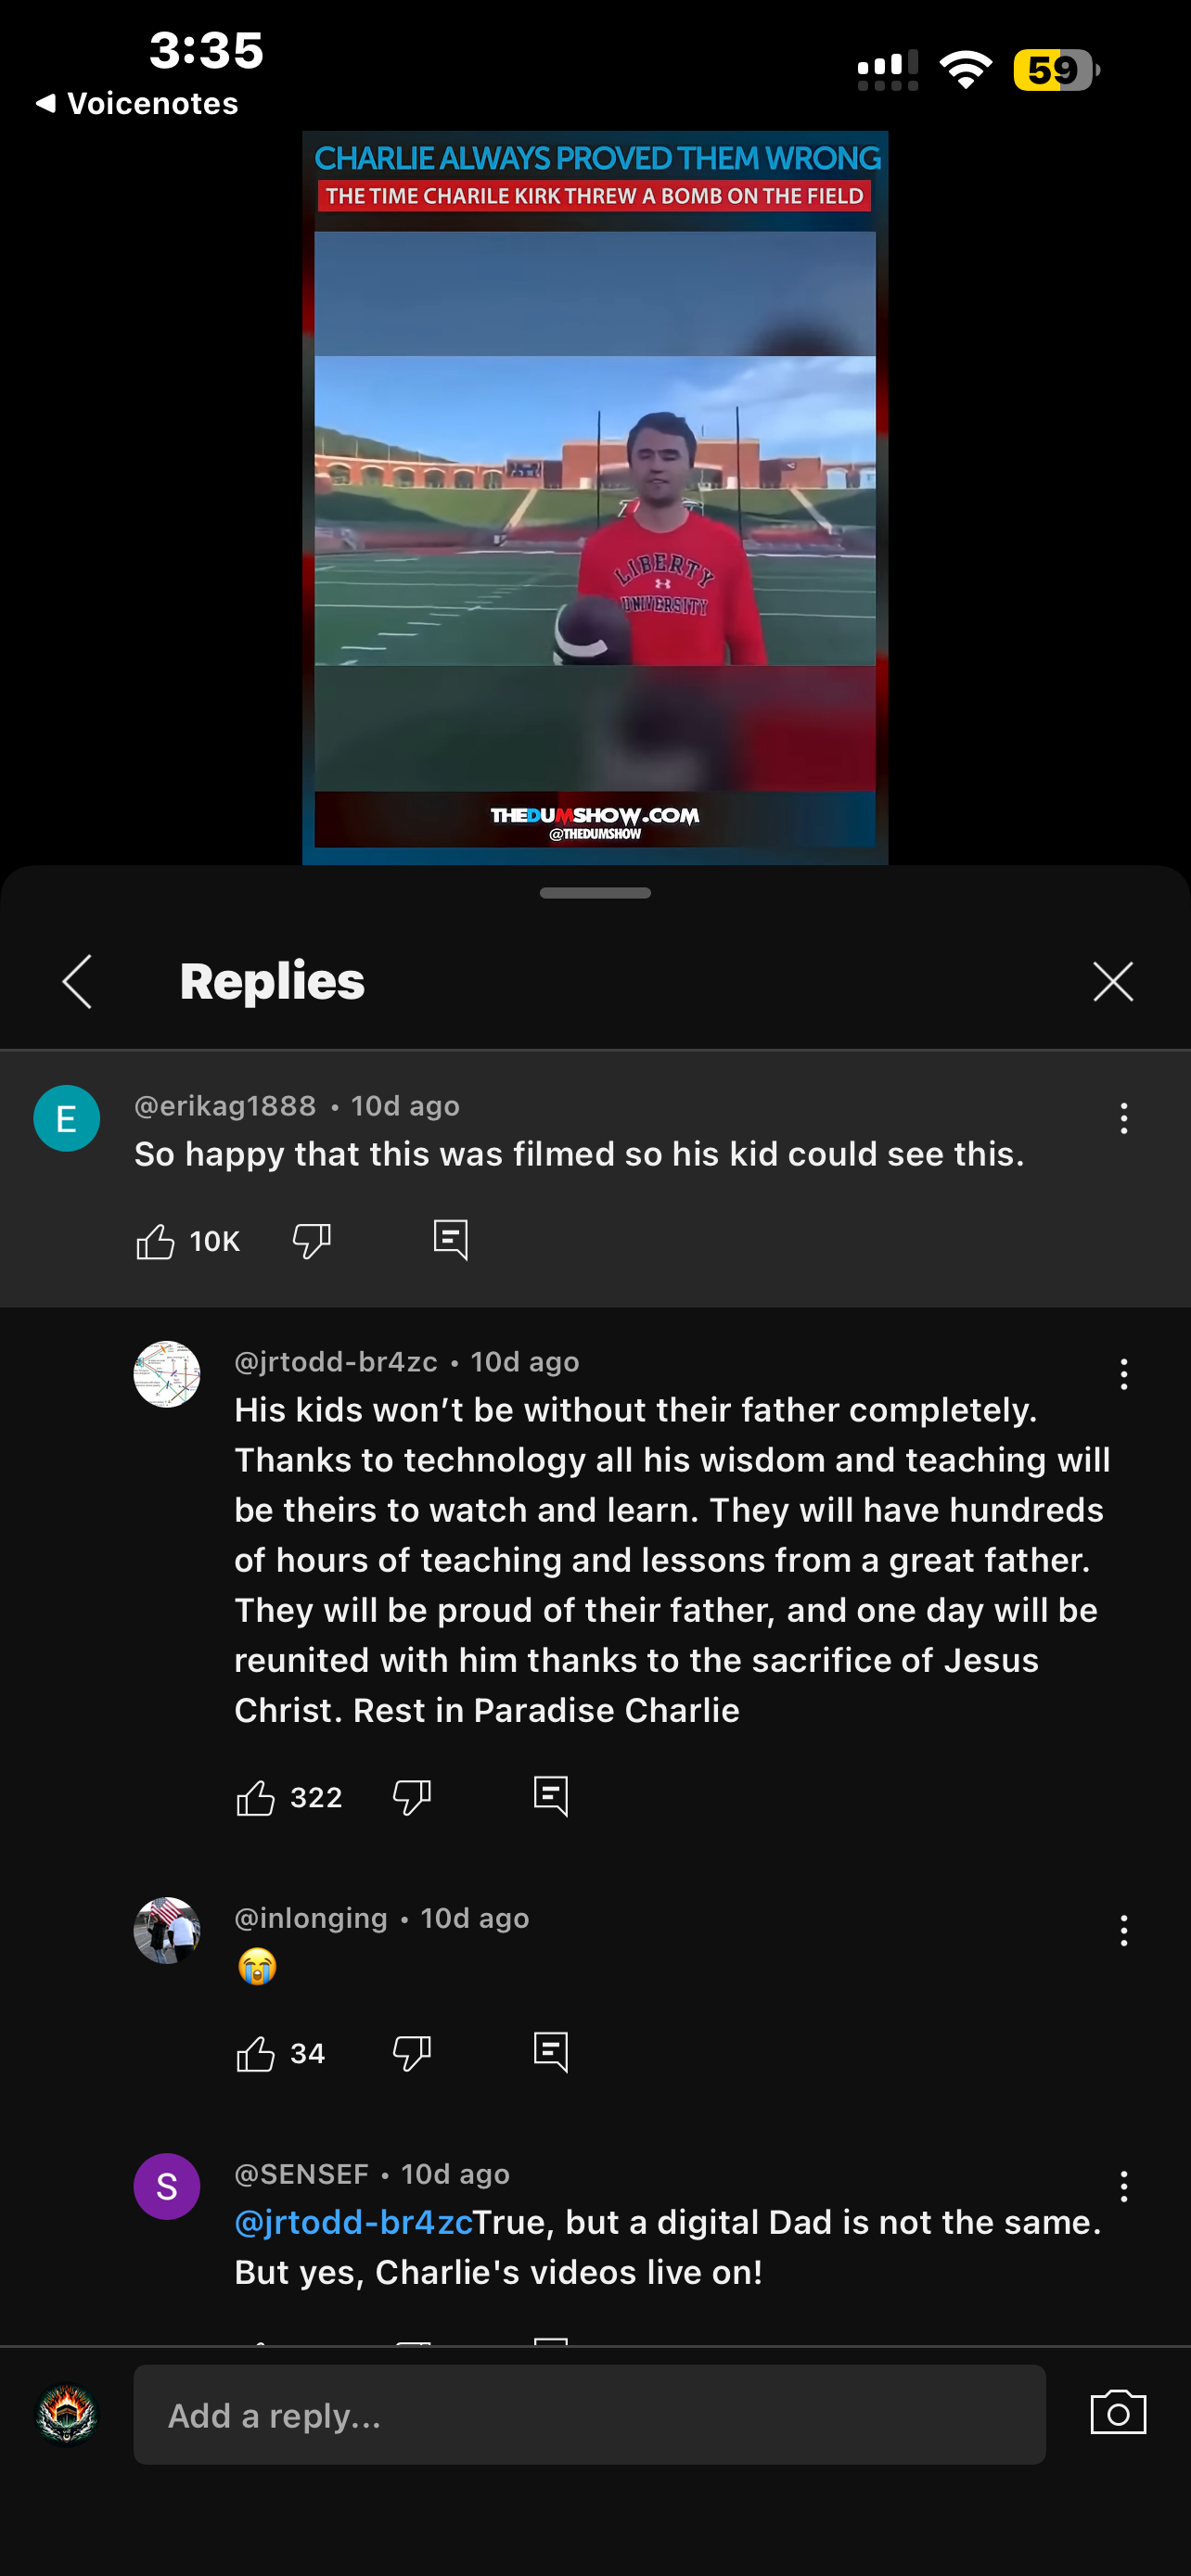 3:35
59
Voicenotes
CHARLIE ALWAYS PROVED THEM WRONG
THE TIME CHARILE KIRK THREW A BOMB ON THE FIELD
LIBERTY
UNIVERSITY
THEDUMSHOW.COM
@THEDUMSHOW
Replies
E
@erikag1888 • 10d ago
So happy that this was filmed so his kid could see this.
10K
@jrtodd-br4zc • 10d ago
His kids won’t be without their father completely.
Thanks to technology all his wisdom and teaching will
be theirs to watch and learn. They will have hundreds
of hours of teaching and lessons from a great father.
They will be proud of their father, and one day will be
reunited with him thanks to the sacrifice of Jesus
Christ. Rest in Paradise Charlie
322
@inlonging • 10d ago
😭
34
S
@SENSEF • 10d ago
@jrtodd-br4zcTrue, but a digital Dad is not the same.
But yes, Charlie's videos live on!
Add a reply...